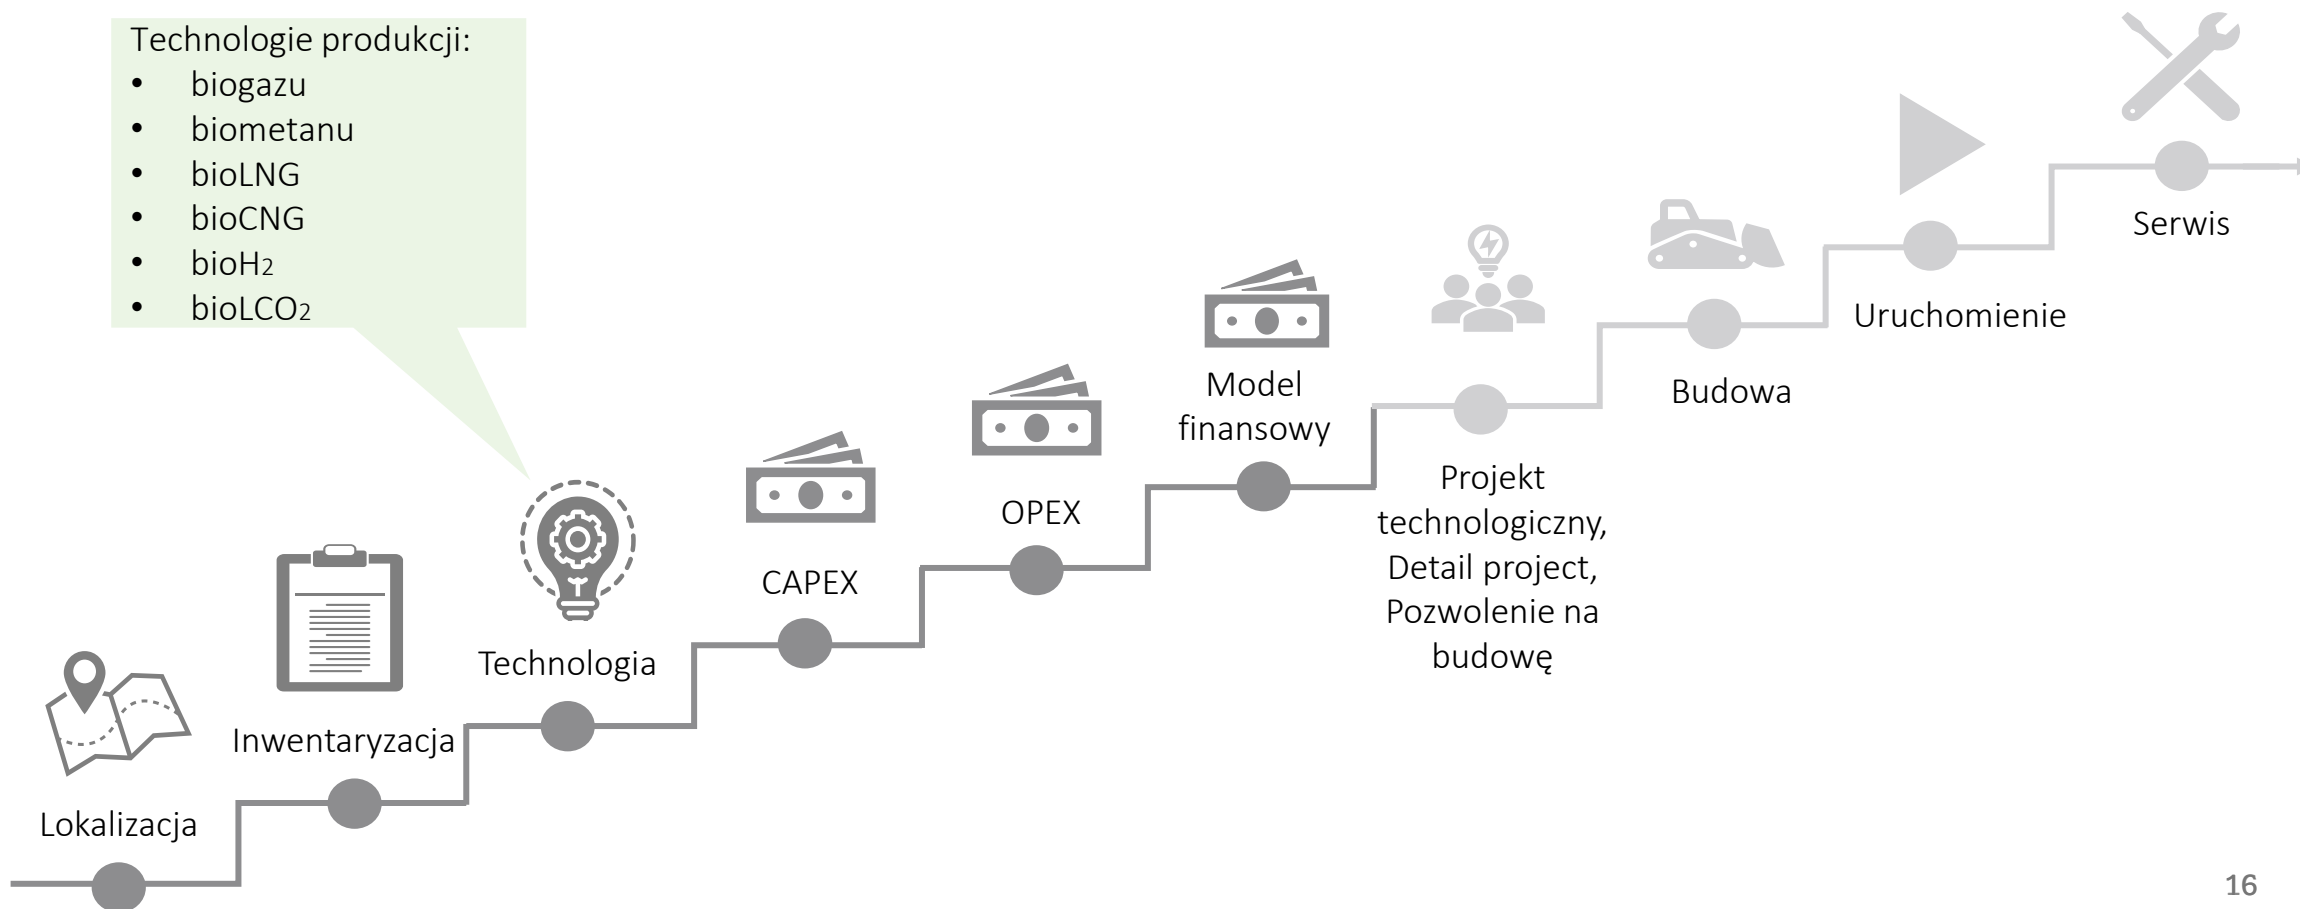 Technologie produkcji:
• biogazu
• biometanu
• bioLNG
• bioCNG
• bioH2
• bioLCO2
Lokalizacja
Inwentaryzacja
Technologia
CAPEX
OPEX
Model
finansowy
Projekt
technologiczny,
Detail project,
Pozwolenie na
budowę
Budowa
Uruchomienie
Serwis
16